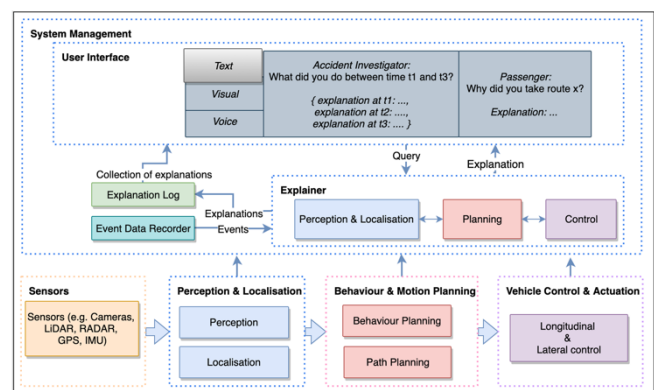 System Management
User Interface
Text
Visual
Voice
Accident Investigator:
What did you do between time t1 and t3?
{ explanation at t1: ...,
explanation at t2: ....,
explanation at t3: .... }
Passenger:
Why did you take route x?
Explanation: ...
Collection of explanations
Query
Explanation
Explanation Log
Event Data Recorder
Explanations
Events
Explainer
Perception & Localisation
Planning
Control
Sensors
Sensors (e.g. Cameras,
LiDAR, RADAR,
GPS, IMU)
Perception & Localisation
Perception
Localisation
Behaviour & Motion Planning
Behaviour Planning
Path Planning
Vehicle Control & Actuation
Longitudinal
&
Lateral control